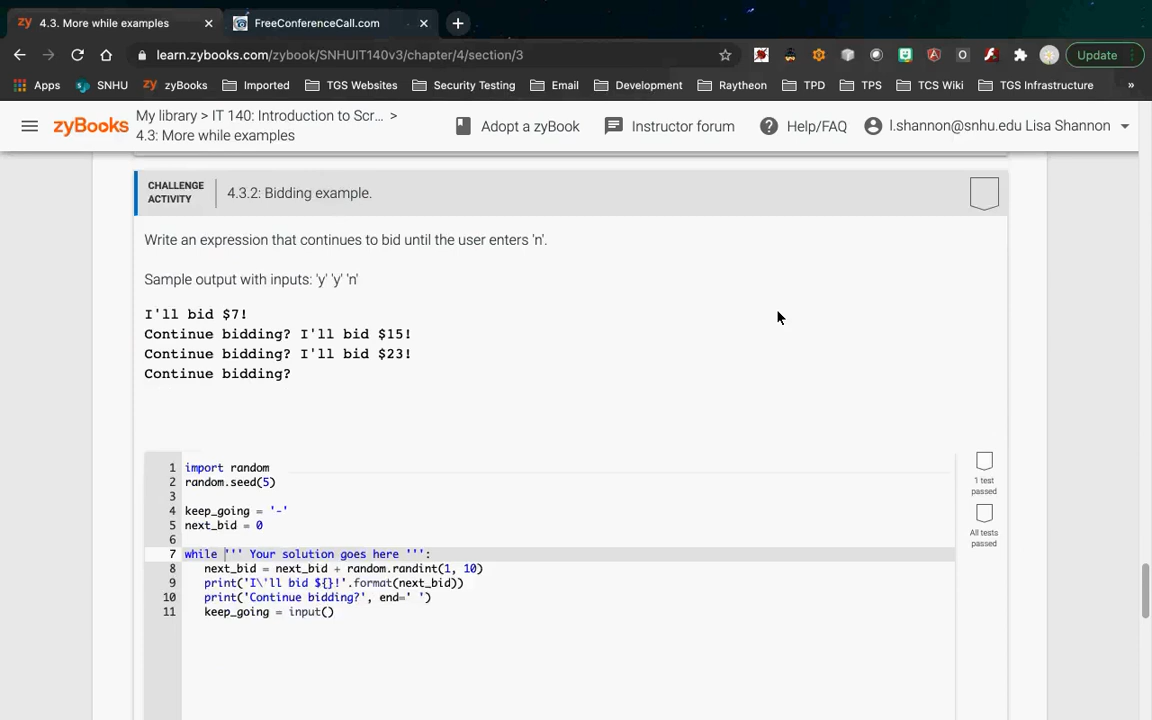 4.3. More while examples
FreeConferenceCall.com
learn.zybooks.com/zybook/SNHUIT140v3/chapter/4/section/3
Update
Apps SNHU zyBooks Imported TGS Websites Security Testing Email Development Raytheon TPD TPS TCS Wiki TGS Infrastructure »
zyBooks
My library > IT 140: Introduction to Scr... >
4.3: More while examples
Adopt a zyBook
Instructor forum
Help/FAQ
l.shannon@snhu.edu Lisa Shannon
CHALLENGE
ACTIVITY
4.3.2: Bidding example.
Write an expression that continues to bid until the user enters 'n'.
Sample output with inputs: 'y' 'y' 'n'
I'll bid $7!
Continue bidding? I'll bid $15!
Continue bidding? I'll bid $23!
Continue bidding?
1 import random
2 random.seed(5)
3
4 keep_going = '-'
5 next_bid = 0
6
7 while ''' Your solution goes here ''':
8 next_bid = next_bid + random.randint(1, 10)
9 print('I\'ll bid ${}!'.format(next_bid))
10 print('Continue bidding?', end=' ')
11 keep_going = input()
1 test
passed
All tests
passed